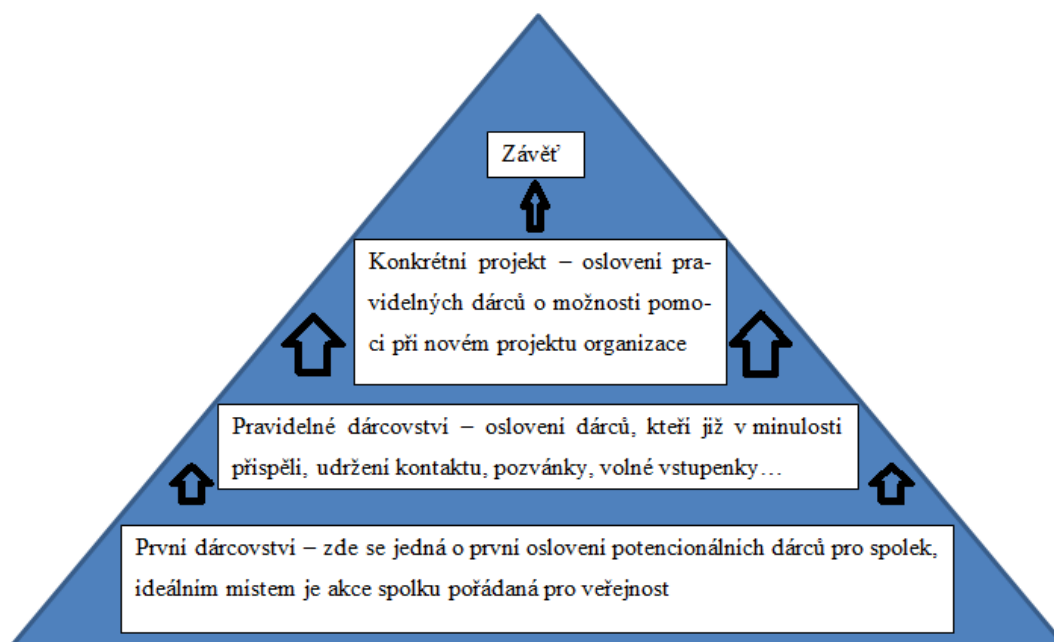 Závěť
Konkrétní projekt – oslovení pra-
videlných dárců o možnosti pomo-
ci při novém projektu organizace
Pravidelné dárcovství – oslovení dárců, kteří již v minulosti
přispěli, udržení kontaktu, pozvánky, volné vstupenky…
První dárcovství – zde se jedná o první oslovení potencionálních dárců pro spolek,
ideálním místem je akce spolku pořádaná pro veřejnost